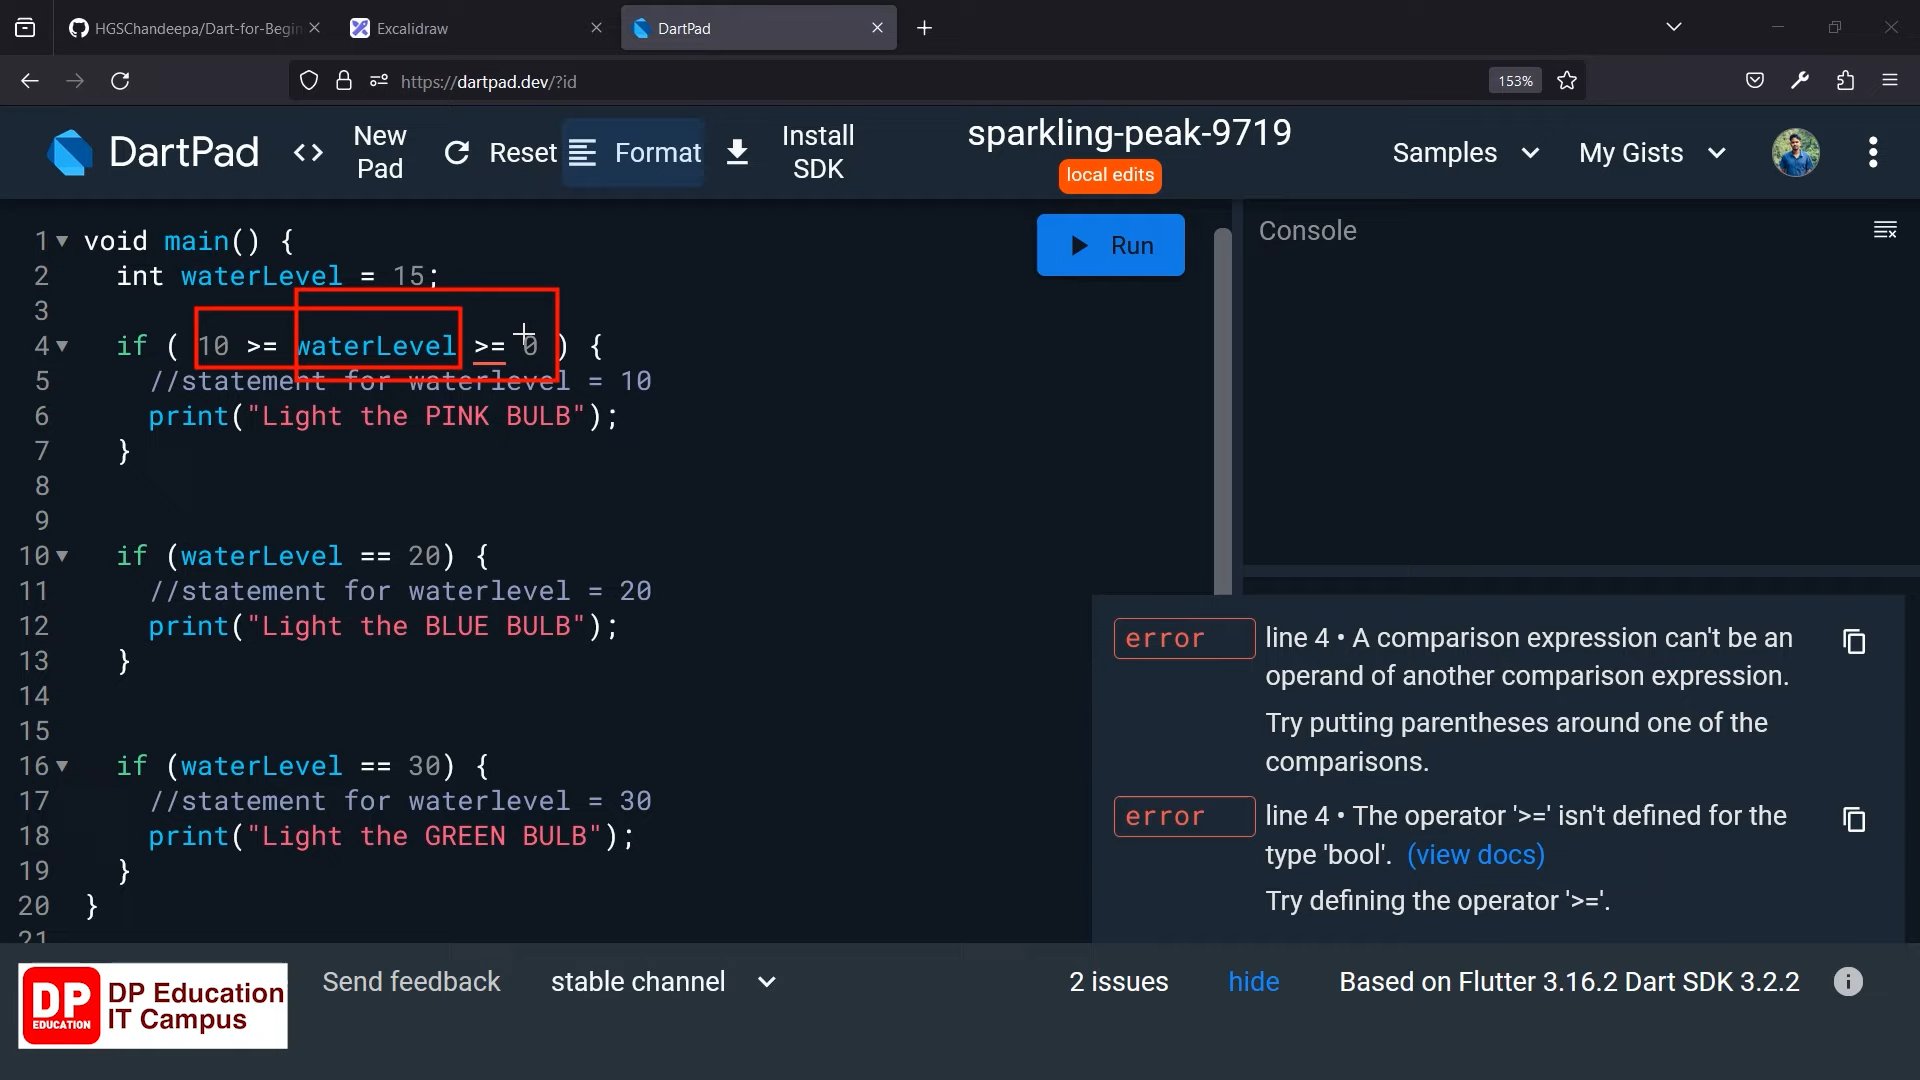 HGSChandeepa/Dart-for-Begin
Excalidraw
DartPad
https://dartpad.dev/?id
153%
DartPad
New Pad
Reset
Format
Install SDK
sparkling-peak-9719
local edits
Samples
My Gists
Run
Console
1 void main() {
2 int waterLevel = 15;
3
4 if ( 10 >= waterLevel >= 0 ) {
5 //statement for waterlevel = 10
6 print("Light the PINK BULB");
7 }
8
9
10 if (waterLevel == 20) {
11 //statement for waterlevel = 20
12 print("Light the BLUE BULB");
13 }
14
15
16 if (waterLevel == 30) {
17 //statement for waterlevel = 30
18 print("Light the GREEN BULB");
19 }
20 }
21
error line 4 • A comparison expression can't be an
operand of another comparison expression.
Try putting parentheses around one of the
comparisons.
error line 4 • The operator '>=' isn't defined for the
type 'bool'. (view docs)
Try defining the operator '>='.
DP EDUCATION
DP Education
IT Campus
Send feedback
stable channel
2 issues
hide
Based on Flutter 3.16.2 Dart SDK 3.2.2